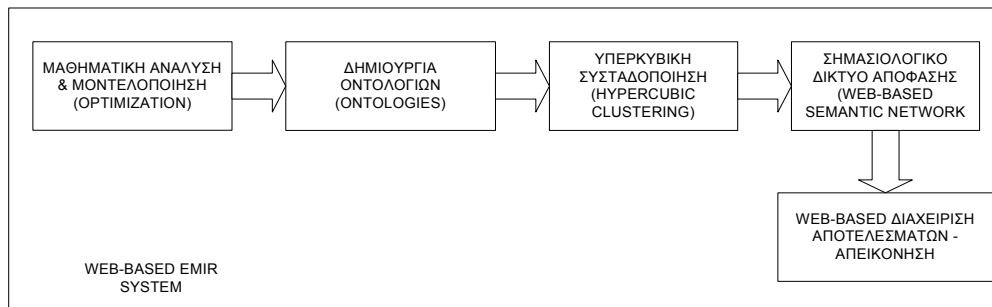 ΜΑΘΗΜΑΤΙΚΗ ΑΝΑΛΥΣΗ
& ΜΟΝΤΕΛΟΠΟΙΗΣΗ
(OPTIMIZATION)
ΔΗΜΙΟΥΡΓΙΑ
ΟΝΤΟΛΟΓΙΩΝ
(ONTOLOGIES)
ΥΠΕΡΚΥΒΙΚΗ
ΣΥΣΤΑΔΟΠΟΙΗΣΗ
(HYPERCUBIC
CLUSTERING)
ΣΗΜΑΣΙΟΛΟΓΙΚΟ
ΔΙΚΤΥΟ ΑΠΟΦΑΣΗΣ
(WEB-BASED
SEMANTIC NETWORK
WEB-BASED ΔΙΑΧΕΙΡΙΣΗ
ΑΠΟΤΕΛΕΣΜΑΤΩΝ -
ΑΠΕΙΚΟΝΗΣΗ
WEB-BASED EMIR
SYSTEM